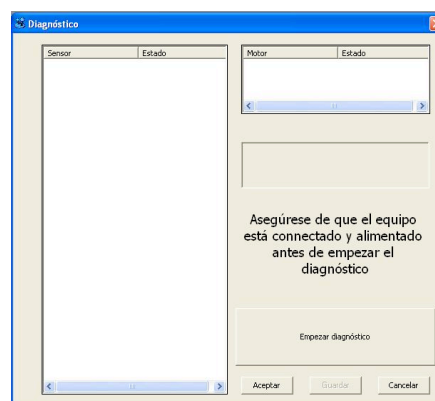 Diagnóstico
Sensor Estado
Motor Estado
Asegúrese de que el equipo
está connectado y alimentado
antes de empezar el
diagnóstico
Empezar diagnóstico
Aceptar Guardar Cancelar